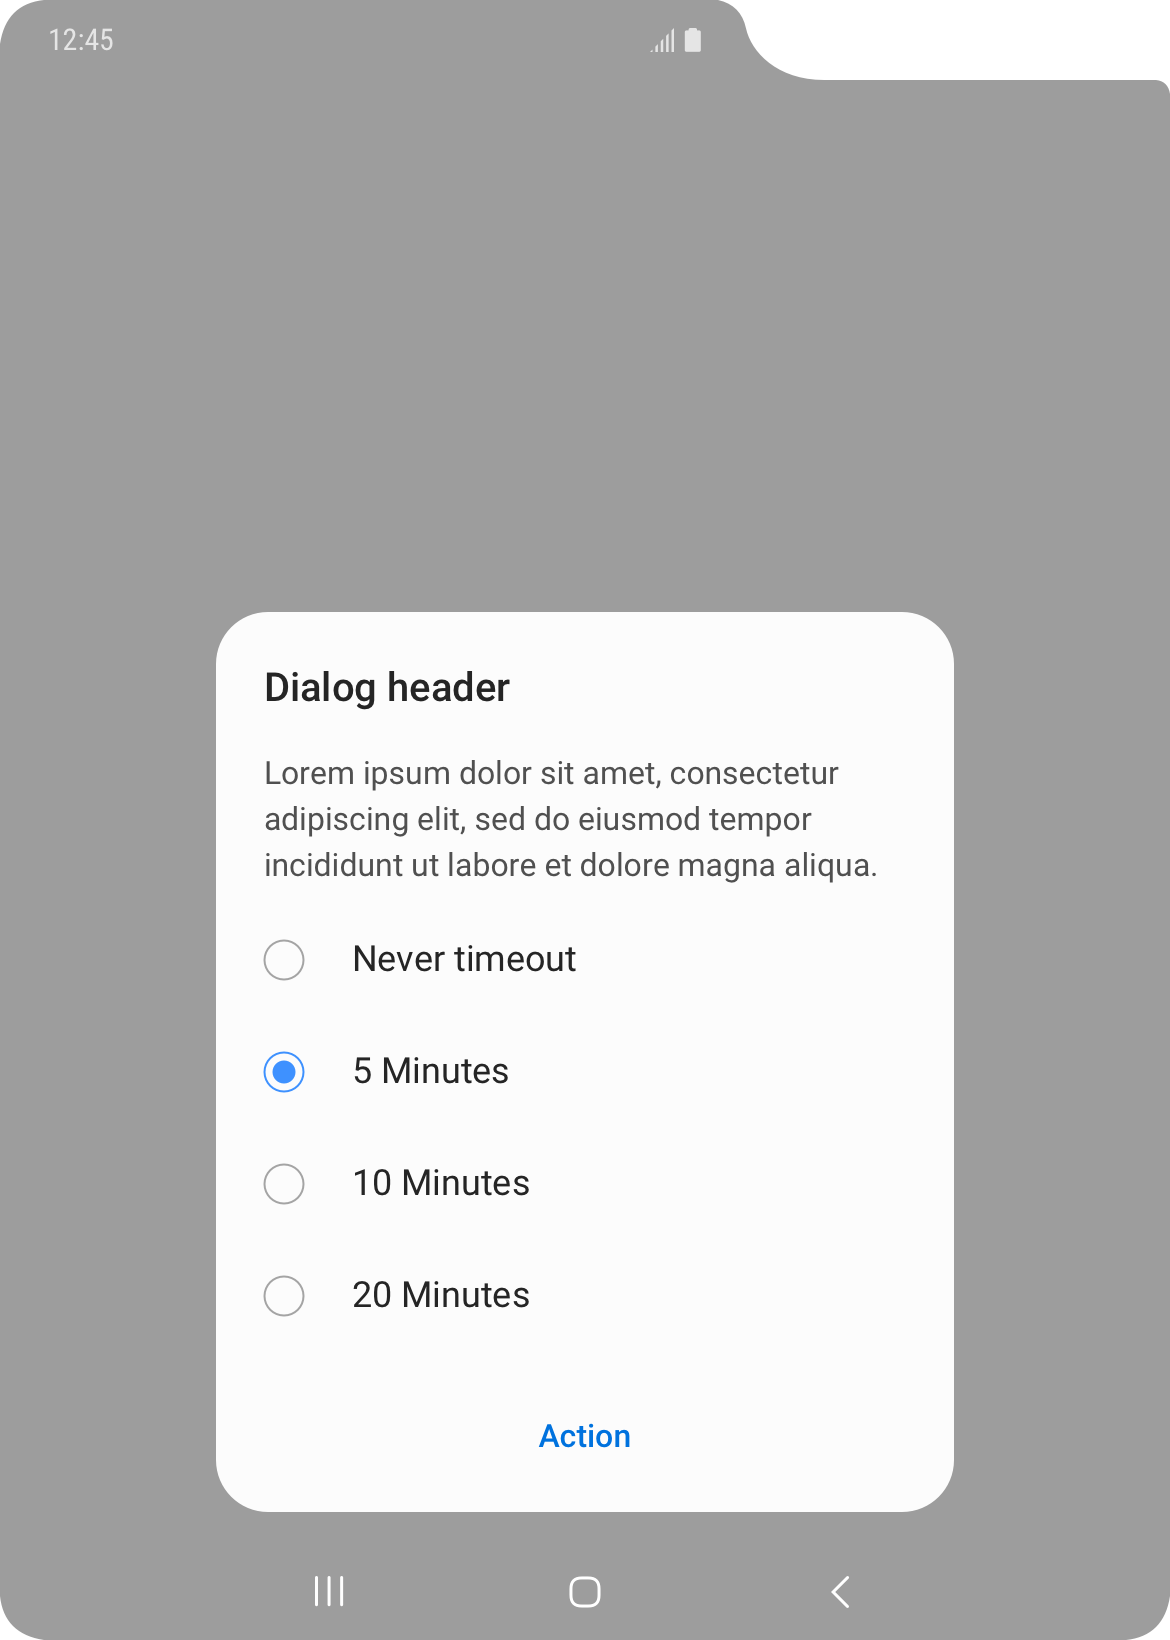 12:45
Dialog header
Lorem ipsum dolor sit amet, consectetur
adipiscing elit, sed do eiusmod tempor
incididunt ut labore et dolore magna aliqua.
Never timeout
5 Minutes
10 Minutes
20 Minutes
Action